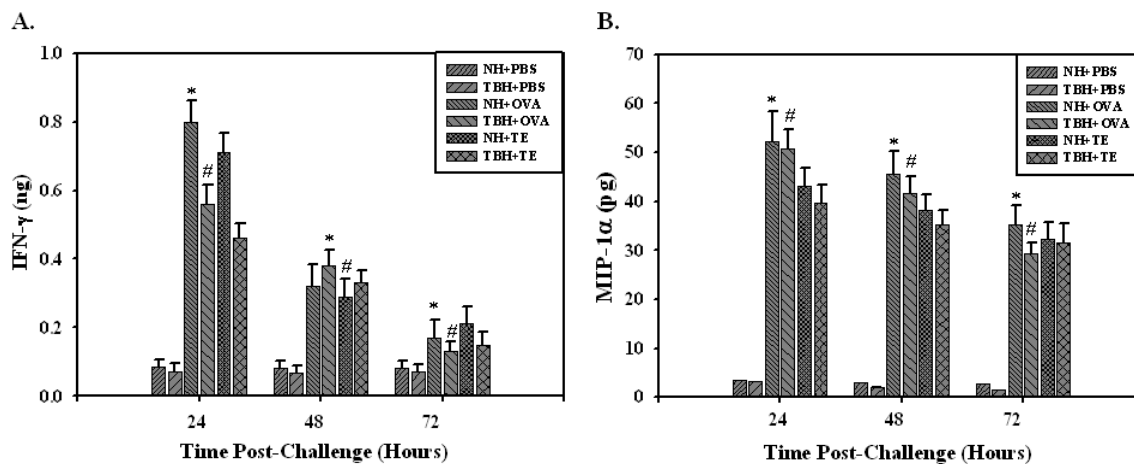 A.
1.0
0.8
0.6
0.4
0.2
0.0
IFN-γ (ng)
NH+PBS
TBH+PBS
NH+OVA
TBH+OVA
NH+TE
TBH+TE
*
#
*
#
*
#
24
48
72
Time Post-Challenge (Hours)
B.
70
60
50
40
30
20
10
0
MIP-1α (pg)
NH+PBS
TBH+PBS
NH+OVA
TBH+OVA
NH+TE
TBH+TE
*
#
*
#
*
#
24
48
72
Time Post-Challenge (Hours)